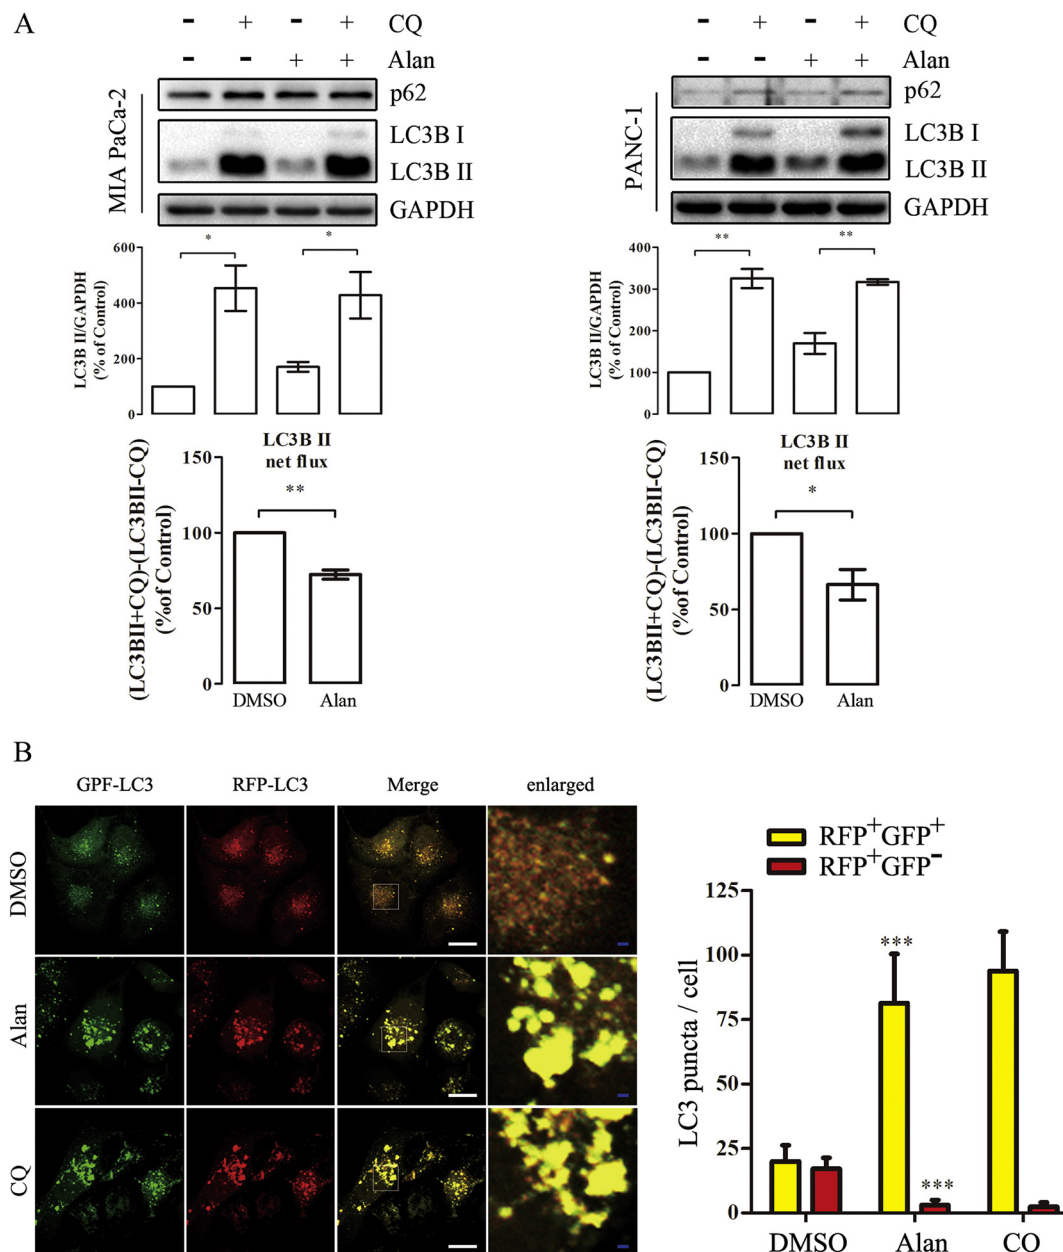 A
- + - + CQ
- - + + Alan
MIA PaCa-2
p62
LC3B I
LC3B II
GAPDH
LC3B II/GAPDH
(% of Control)
600
400
200
0
* *
(LC3BII+CQ)-(LC3BII-CQ)
(%of Control)
LC3B II
net flux
**
150
100
50
0
DMSO Alan
- + - + CQ
- - + + Alan
PANC-1
p62
LC3B I
LC3B II
GAPDH
LC3B II/GAPDH
(% of Control)
400
300
200
100
0
** **
(LC3BII+CQ)-(LC3BII-CQ)
(%of Control)
LC3B II
net flux
*
150
100
50
0
DMSO Alan
B
GPF-LC3 RFP-LC3 Merge enlarged
DMSO
Alan
CQ
RFP+GFP+
RFP+GFP-
LC3 puncta / cell
125
100
75
50
25
0
***
***
DMSO Alan CQ